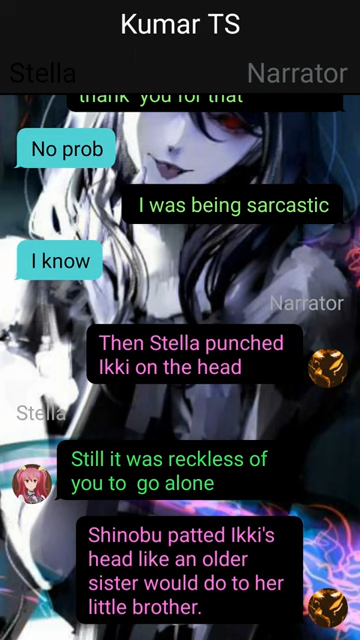 Kumar TS
Stella
Narrator
thank you for that
No prob
I was being sarcastic
I know
Narrator
Then Stella punched
Ikki on the head
Stella
Still it was reckless of
you to go alone
Shinobu patted Ikki's
head like an older
sister would do to her
little brother.